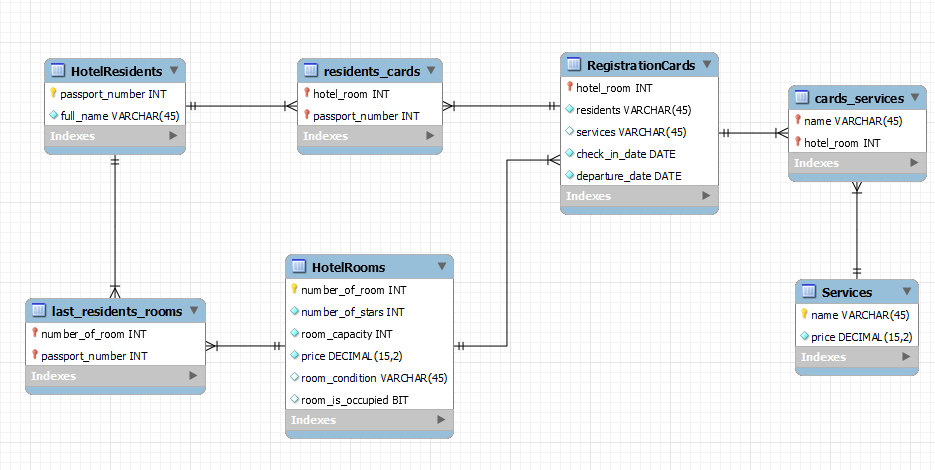 HotelResidents
passport_number INT
full_name VARCHAR(45)
Indexes
residents_cards
hotel_room INT
passport_number INT
Indexes
RegistrationCards
hotel_room INT
residents VARCHAR(45)
services VARCHAR(45)
check_in_date DATE
departure_date DATE
Indexes
cards_services
name VARCHAR(45)
hotel_room INT
Indexes
last_residents_rooms
number_of_room INT
passport_number INT
Indexes
HotelRooms
number_of_room INT
number_of_stars INT
room_capacity INT
price DECIMAL(15,2)
room_condition VARCHAR(45)
room_is_occupied BIT
Indexes
Services
name VARCHAR(45)
price DECIMAL(15,2)
Indexes